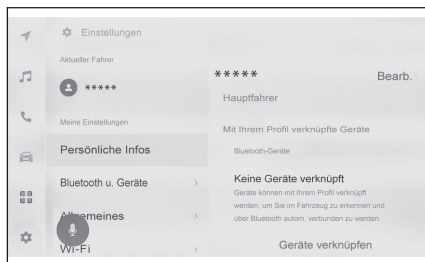 Einstellungen
Aktueller Fahrer
*****
Meine Einstellungen
Persönliche Infos
Bluetooth u. Geräte
Allgemeines
Wi-Fi
***** Bearb.
Hauptfahrer
Mit Ihrem Profil verknüpfte Geräte
Bluetooth-Geräte
Keine Geräte verknüpft
Geräte können mit Ihrem Profil verknüpft
werden, um Sie im Fahrzeug zu erkennen und
über Bluetooth autom. verbunden zu werden.
Geräte verknüpfen